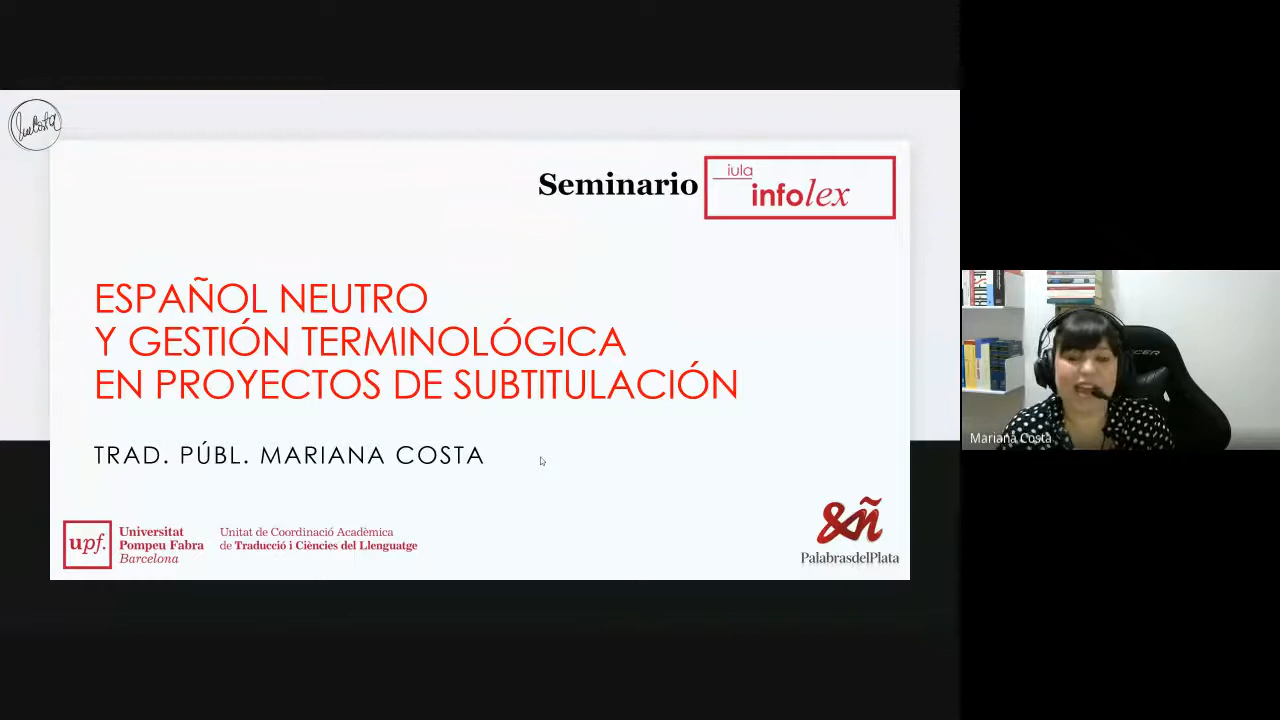 Seminario
iula
infolex
ESPAÑOL NEUTRO
Y GESTIÓN TERMINOLÓGICA
EN PROYECTOS DE SUBTITULACIÓN
TRAD. PÚBL. MARIANA COSTA
upf.
Universitat
Pompeu Fabra
Barcelona
Unitat de Coordinació Acadèmica
de Traducció i Ciències del Llenguatge
&ñ
PalabrasdelPlata
Mariana Costa